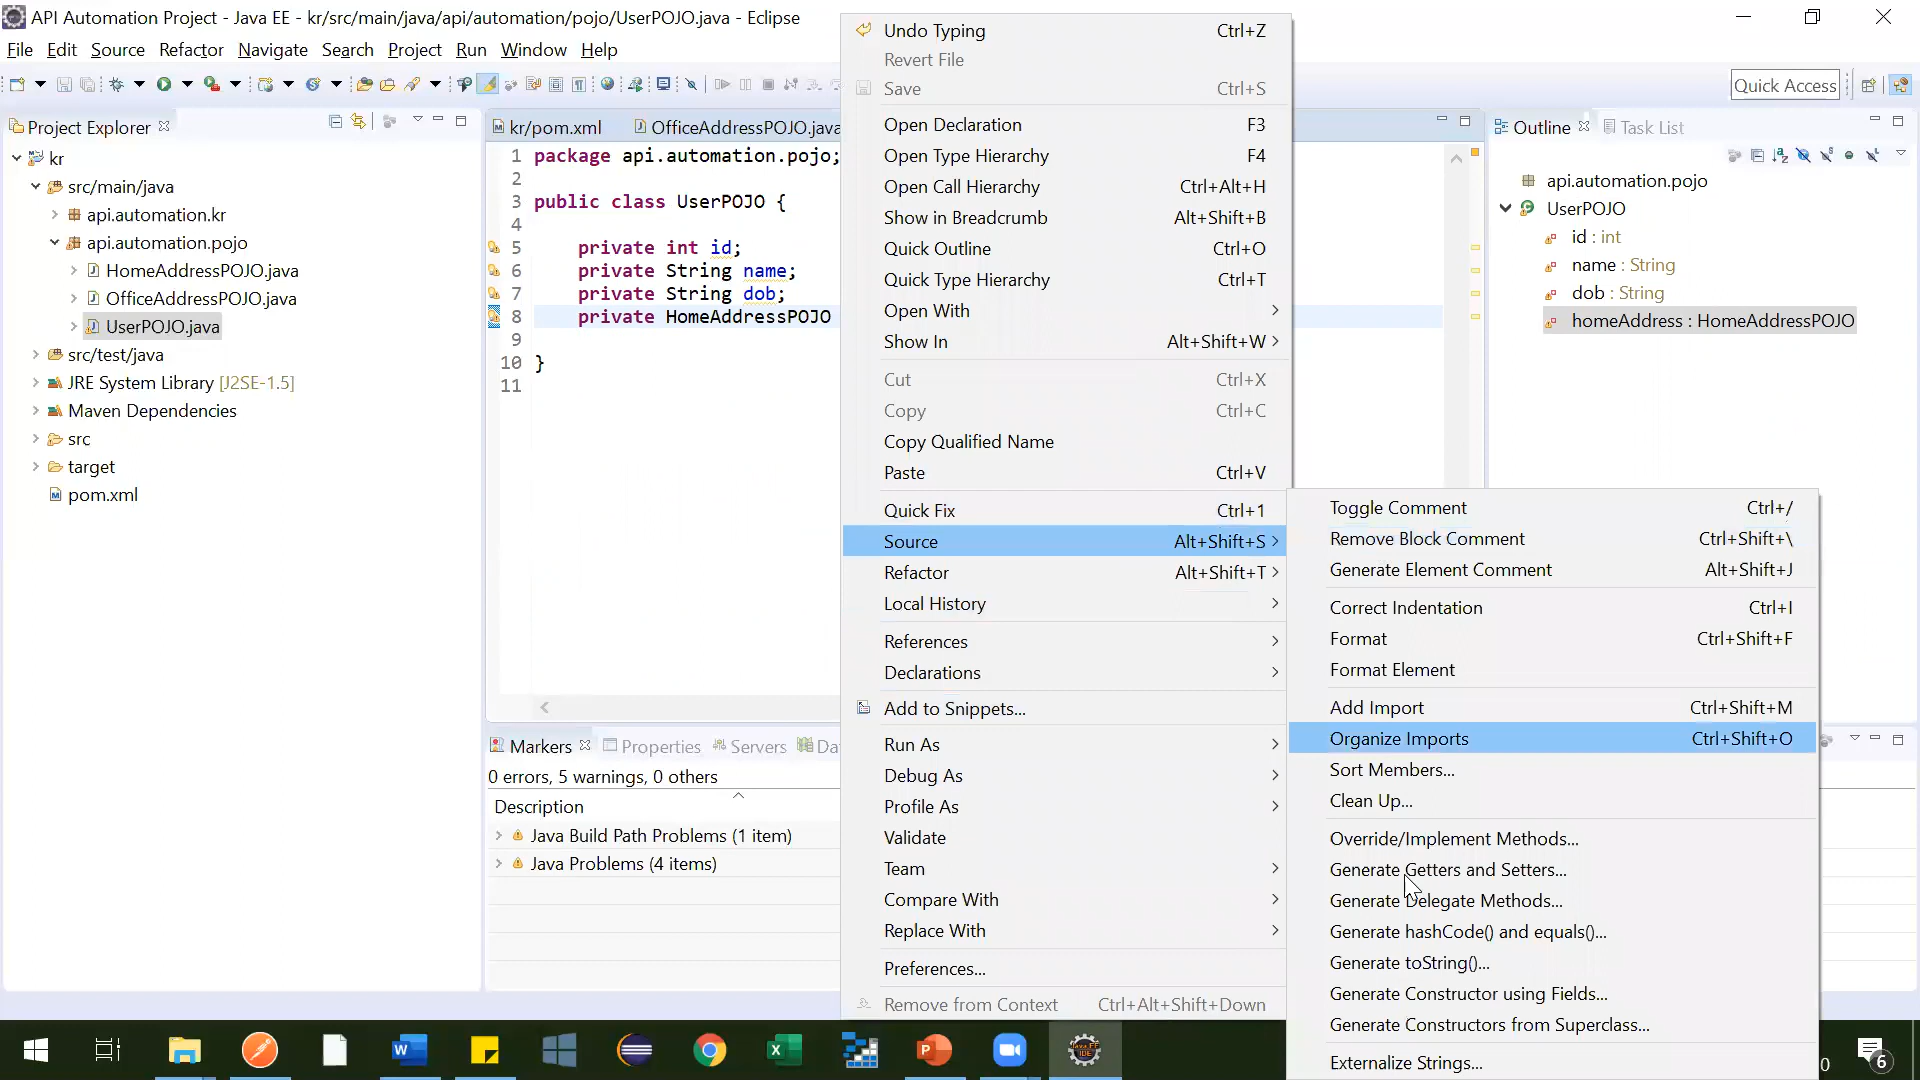 API Automation Project - Java EE - kr/src/main/java/api/automation/pojo/UserPOJO.java - Eclipse
File Edit Source Refactor Navigate Search Project Run Window Help
Quick Access
Project Explorer
kr
src/main/java
api.automation.kr
api.automation.pojo
HomeAddressPOJO.java
OfficeAddressPOJO.java
UserPOJO.java
src/test/java
JRE System Library [J2SE-1.5]
Maven Dependencies
src
target
pom.xml
kr/pom.xml OfficeAddressPOJO.java
1 package api.automation.pojo;
2
3 public class UserPOJO {
4
5 private int id;
6 private String name;
7 private String dob;
8 private HomeAddressPOJO
9
10 }
11
Markers Properties Servers Da
0 errors, 5 warnings, 0 others
Description
Java Build Path Problems (1 item)
Java Problems (4 items)
Undo Typing Ctrl+Z
Revert File
Save Ctrl+S
Open Declaration F3
Open Type Hierarchy F4
Open Call Hierarchy Ctrl+Alt+H
Show in Breadcrumb Alt+Shift+B
Quick Outline Ctrl+O
Quick Type Hierarchy Ctrl+T
Open With
Show In Alt+Shift+W
Cut Ctrl+X
Copy Ctrl+C
Copy Qualified Name
Paste Ctrl+V
Quick Fix Ctrl+1
Source Alt+Shift+S
Refactor Alt+Shift+T
Local History
References
Declarations
Add to Snippets...
Run As
Debug As
Profile As
Validate
Team
Compare With
Replace With
Preferences...
Remove from Context Ctrl+Alt+Shift+Down
Toggle Comment Ctrl+/
Remove Block Comment Ctrl+Shift+\
Generate Element Comment Alt+Shift+J
Correct Indentation Ctrl+I
Format Ctrl+Shift+F
Format Element
Add Import Ctrl+Shift+M
Organize Imports Ctrl+Shift+O
Sort Members...
Clean Up...
Override/Implement Methods...
Generate Getters and Setters...
Generate Delegate Methods...
Generate hashCode() and equals()...
Generate toString()...
Generate Constructor using Fields...
Generate Constructors from Superclass...
Externalize Strings...
Outline Task List
api.automation.pojo
UserPOJO
id : int
name : String
dob : String
homeAddress : HomeAddressPOJO
Java EE
IDE
0
6